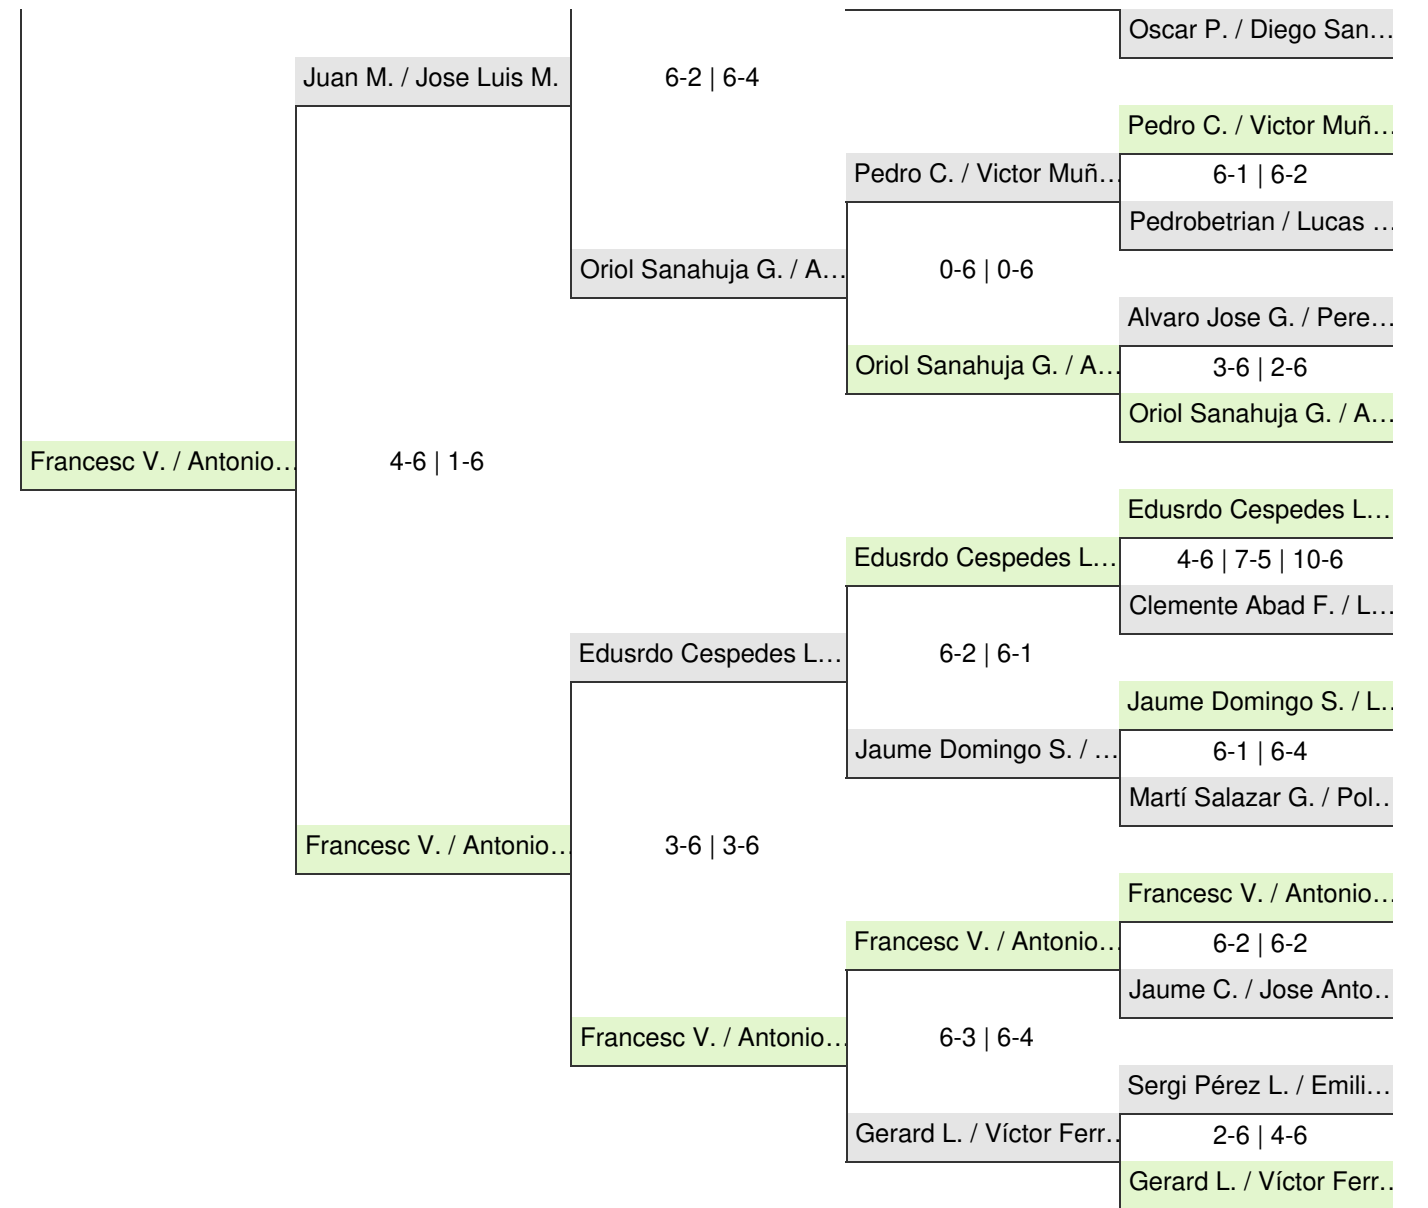 Oscar P. / Diego San…
Juan M. / Jose Luis M.
6-2 | 6-4
Pedro C. / Victor Muñ…
Pedro C. / Victor Muñ…
6-1 | 6-2
Pedrobetrian / Lucas …
Oriol Sanahuja G. / A…
0-6 | 0-6
Alvaro Jose G. / Pere…
Oriol Sanahuja G. / A…
3-6 | 2-6
Oriol Sanahuja G. / A…
Francesc V. / Antonio…
4-6 | 1-6
Edusrdo Cespedes L…
Edusrdo Cespedes L…
4-6 | 7-5 | 10-6
Clemente Abad F. / L…
Edusrdo Cespedes L…
6-2 | 6-1
Jaume Domingo S. / L…
Jaume Domingo S. / …
6-1 | 6-4
Martí Salazar G. / Pol…
Francesc V. / Antonio…
3-6 | 3-6
Francesc V. / Antonio…
Francesc V. / Antonio…
6-2 | 6-2
Jaume C. / Jose Anto…
Francesc V. / Antonio…
6-3 | 6-4
Sergi Pérez L. / Emili…
Gerard L. / Víctor Ferr…
2-6 | 4-6
Gerard L. / Víctor Ferr…